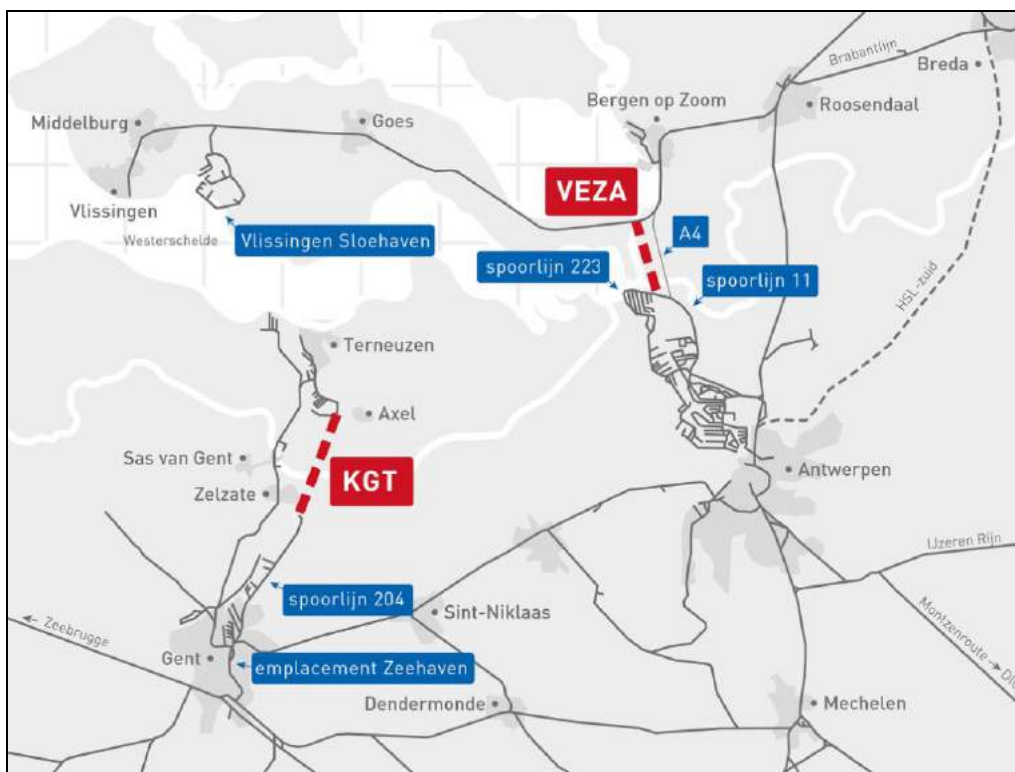 Brabantlijn
Breda
Bergen op Zoom
Roosendaal
Middelburg
Goes
VEZA
Vlissingen
Westerschelde
Vlissingen Sloehaven
A4
spoorlijn 223
spoorlijn 11
HSL-zuid
Terneuzen
Axel
Sas van Gent
KGT
Zelzate
Antwerpen
IJzeren Rijn
spoorlijn 204
Sint-Niklaas
Zeebrugge
Montzenroute
Gent
emplacement Zeehaven
Dendermonde
Mechelen